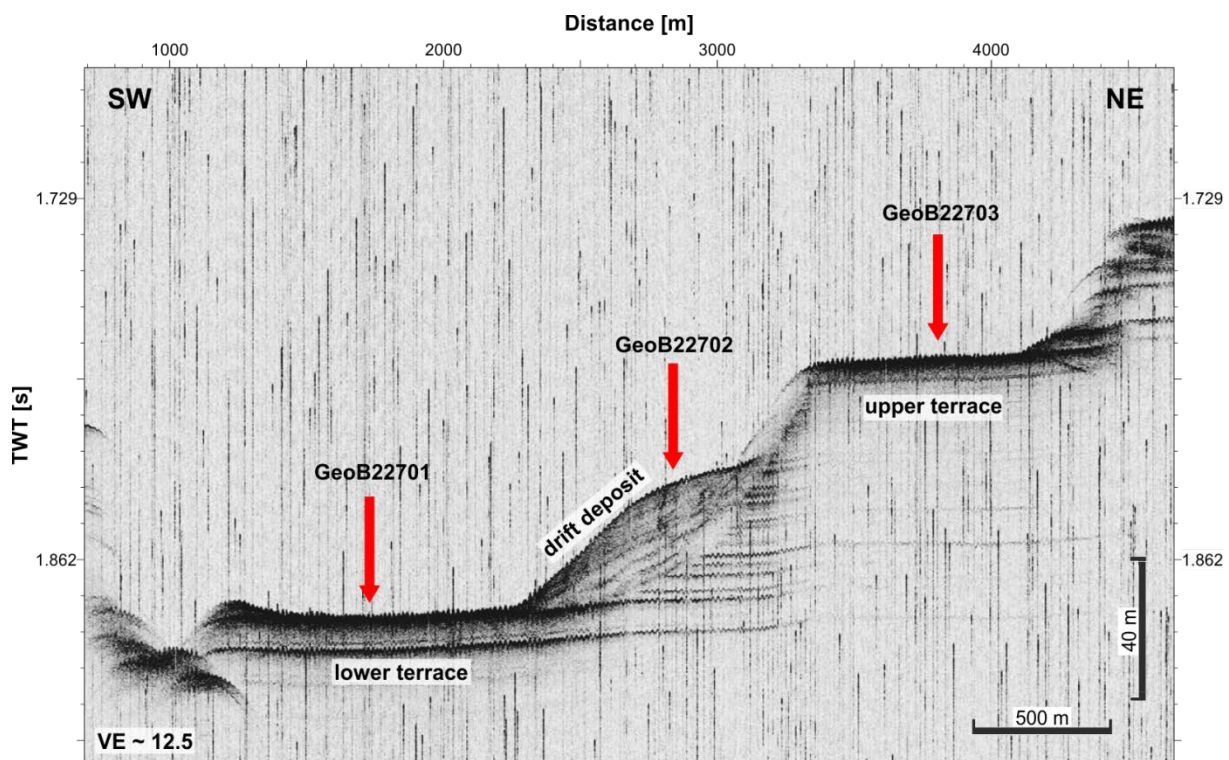 Distance [m]
1000 2000 3000 4000
SW NE
1.729 1.729
GeoB22703
GeoB22702
upper terrace
TWT [s]
GeoB22701
drift deposit
1.862 1.862
40 m
lower terrace
500 m
VE ~ 12.5